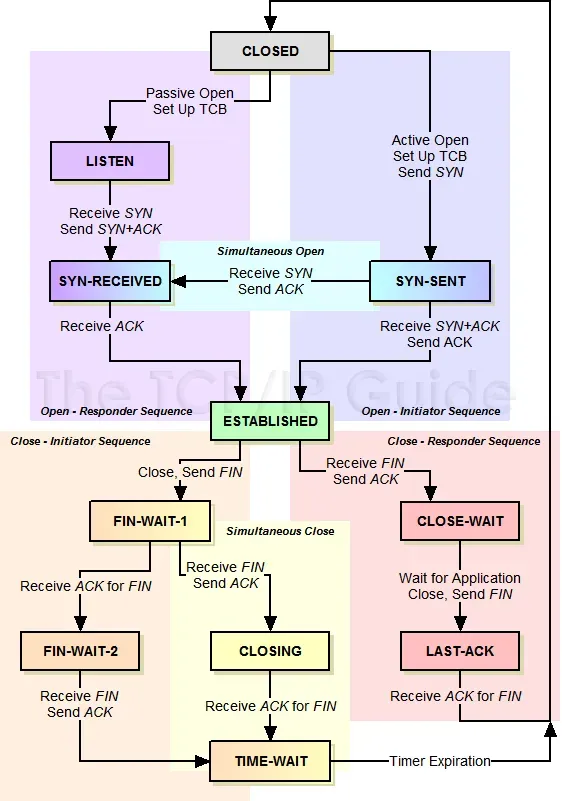 CLOSED
Passive Open
Set Up TCB
Active Open
Set Up TCB
Send SYN
LISTEN
Receive SYN
Send SYN+ACK
Simultaneous Open
SYN-RECEIVED
Receive SYN
Send ACK
SYN-SENT
Receive ACK
Receive SYN+ACK
Send ACK
The TCP/IP Guide
Open - Responder Sequence
Open - Initiator Sequence
ESTABLISHED
Close - Initiator Sequence
Close - Responder Sequence
Close, Send FIN
Receive FIN
Send ACK
FIN-WAIT-1
CLOSE-WAIT
Simultaneous Close
Receive ACK for FIN
Receive FIN
Send ACK
Wait for Application
Close, Send FIN
FIN-WAIT-2
CLOSING
LAST-ACK
Receive FIN
Send ACK
Receive ACK for FIN
Receive ACK for FIN
TIME-WAIT
Timer Expiration